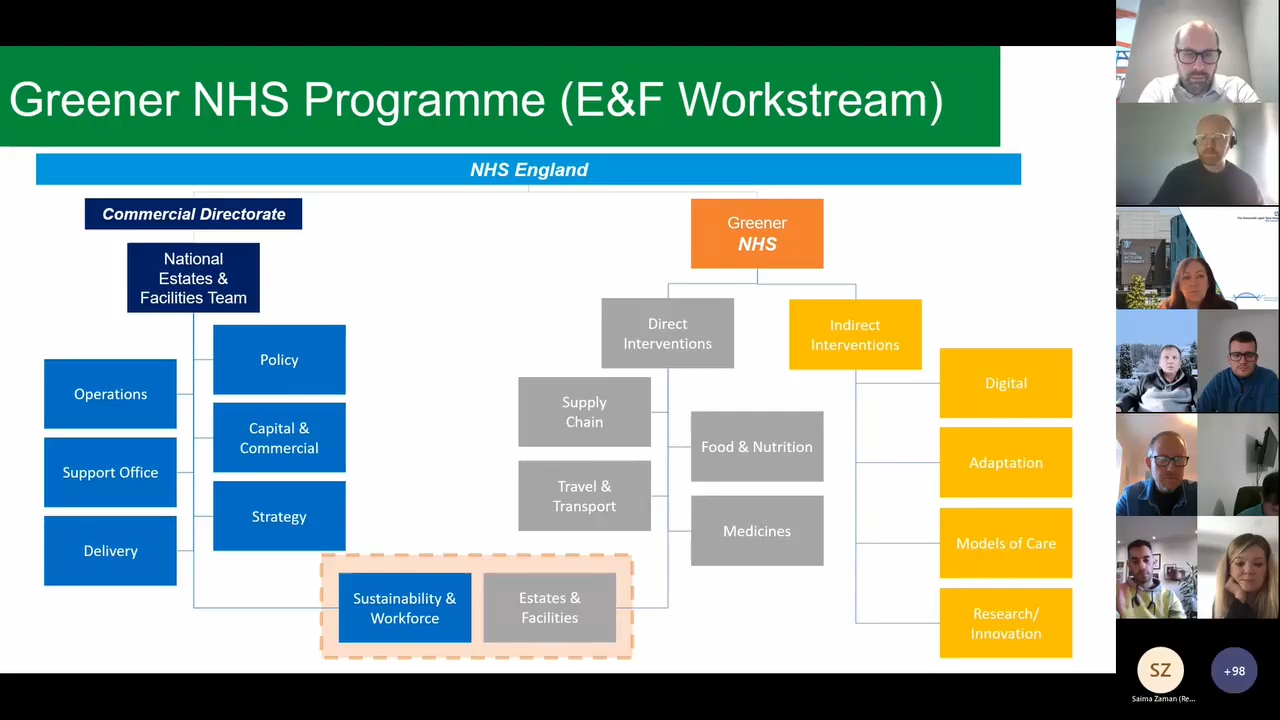 Greener NHS Programme (E&F Workstream)
NHS England
Commercial Directorate
National
Estates &
Facilities Team
Operations
Support Office
Delivery
Policy
Capital &
Commercial
Strategy
Sustainability &
Workforce
Greener
NHS
Direct
Interventions
Supply
Chain
Travel &
Transport
Food & Nutrition
Medicines
Estates &
Facilities
Indirect
Interventions
Digital
Adaptation
Models of Care
Research/
Innovation
SZ
Saima Zaman (Re...
+98